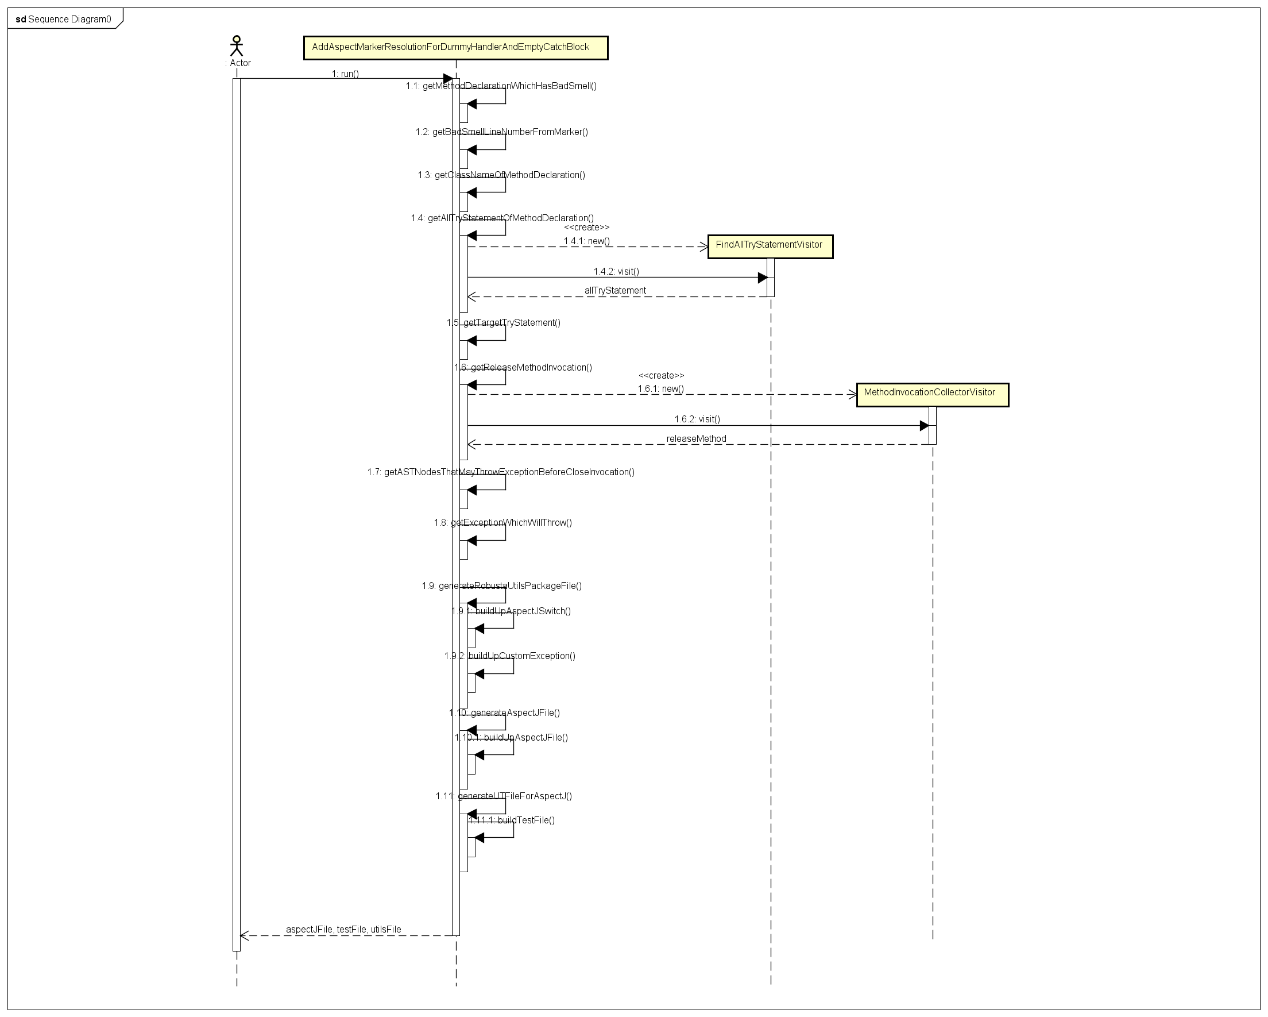 sd Sequence Diagram0
Actor
AddAspectMarkerResolutionForDummyHandlerAndEmptyCatchBlock
1: run()
1.1: getMethodDeclarationWhichHasBadSmell()
1.2: getBadSmellLineNumberFromMarker()
1.3: getClassNameOfMethodDeclaration()
1.4: getAllTryStatementOfMethodDeclaration()
<<create>>
1.4.1: new()
FindAllTryStatementVisitor
1.4.2: visit()
allTryStatement
1.5: getTargetTryStatement()
1.6: getReleaseMethodInvocation()
<<create>>
1.6.1: new()
MethodInvocationCollectorVisitor
1.6.2: visit()
releaseMethod
1.7: getASTNodesThatMayThrowExceptionBeforeCloseInvocation()
1.8: getExceptionWhichWillThrow()
1.9: generateRobustaUtilsPackageFile()
1.9.1: buildUpAspectJSwitch()
1.9.2: buildUpCustomException()
1.10: generateAspectJFile()
1.10.1: buildUpAspectJFile()
1.11: generateUTFileForAspectJ()
1.11.1: buildTestFile()
aspectJFile, testFile, utilsFile